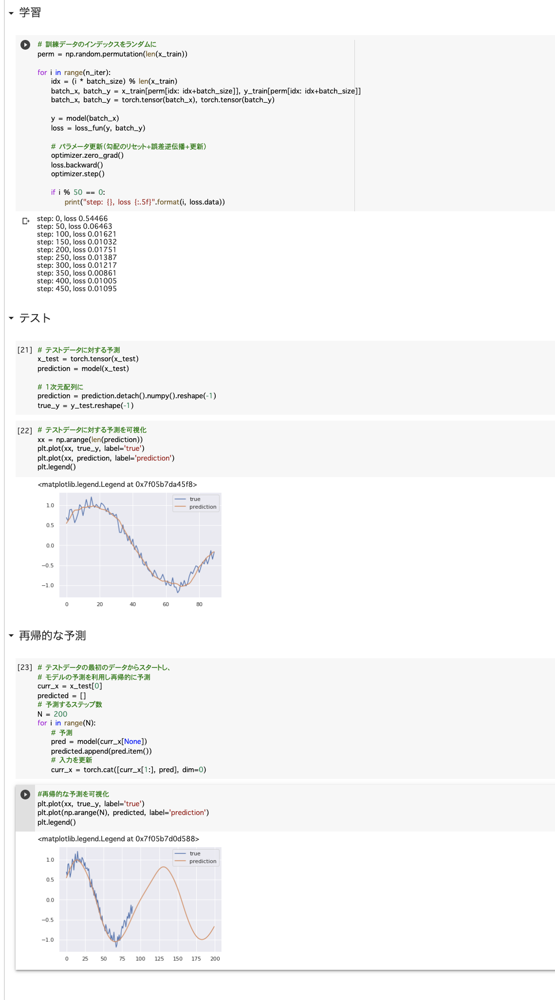 学習
# 訓練データのインデックスをランダムに
perm = np.random.permutation(len(x_train))
for i in range(n_iter):
idx = (i * batch_size) % len(x_train)
batch_x, batch_y = x_train[perm[idx: idx+batch_size]], y_train[perm[idx: idx+batch_size]]
batch_x, batch_y = torch.tensor(batch_x), torch.tensor(batch_y)
y = model(batch_x)
loss = loss_fun(y, batch_y)
# パラメータ更新（勾配のリセット+誤差逆伝播+更新）
optimizer.zero_grad()
loss.backward()
optimizer.step()
if i % 50 == 0:
print("step: {}, loss {:.5f}".format(i, loss.data))
step: 0, loss 0.54466
step: 50, loss 0.06463
step: 100, loss 0.01621
step: 150, loss 0.01032
step: 200, loss 0.01751
step: 250, loss 0.01387
step: 300, loss 0.01217
step: 350, loss 0.00861
step: 400, loss 0.01005
step: 450, loss 0.01095
テスト
[21] # テストデータに対する予測
x_test = torch.tensor(x_test)
prediction = model(x_test)
# 1次元配列に
prediction = prediction.detach().numpy().reshape(-1)
true_y = y_test.reshape(-1)
[22] # テストデータに対する予測を可視化
xx = np.arange(len(prediction))
plt.plot(xx, true_y, label='true')
plt.plot(xx, prediction, label='prediction')
plt.legend()
<matplotlib.legend.Legend at 0x7f05b7da45f8>
true
prediction
1.0
0.5
0.0
−0.5
−1.0
0 20 40 60 80
再帰的な予測
[23] # テストデータの最初のデータからスタートし、
# モデルの予測を利用し再帰的に予測
curr_x = x_test[0]
predicted = []
# 予測するステップ数
N = 200
for i in range(N):
# 予測
pred = model(curr_x[None])
predicted.append(pred.item())
# 入力を更新
curr_x = torch.cat([curr_x[1:], pred], dim=0)
#再帰的な予測を可視化
plt.plot(xx, true_y, label='true')
plt.plot(np.arange(N), predicted, label='prediction')
plt.legend()
<matplotlib.legend.Legend at 0x7f05b7d0d588>
true
prediction
1.0
0.5
0.0
−0.5
−1.0
0 25 50 75 100 125 150 175 200